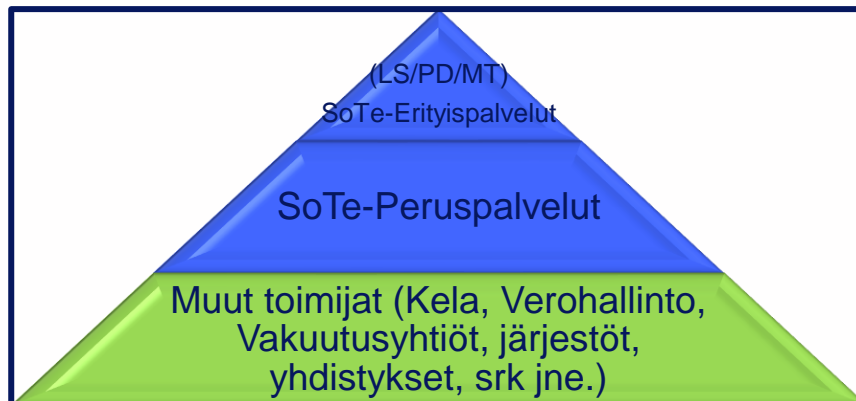 (LS/PD/MT)
SoTe-Erityispalvelut
SoTe-Peruspalvelut
Muut toimijat (Kela, Verohallinto,
Vakuutusyhtiöt, järjestöt,
yhdistykset, srk jne.)